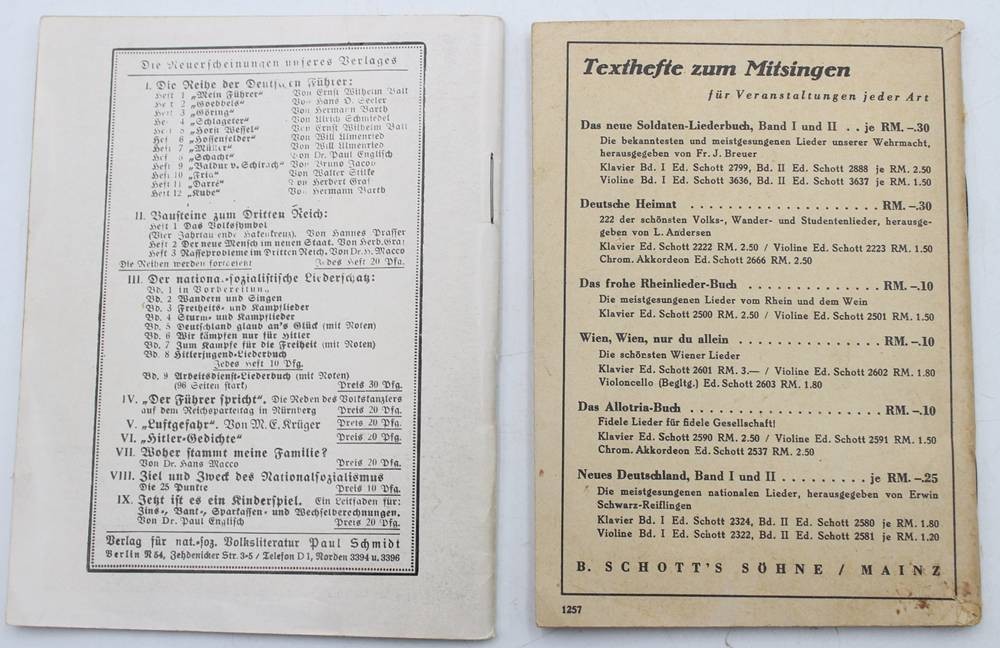 Die Neuerscheinungen unseres Verlages
I. Die Reihe der Deutschen Führer:
Heft 1 „Mein Führer“ Von Ernst Wilhelm Balk
Heft 2 „Goebbels“ Von Hans O. Seeler
Heft 3 „Göring“ Von Hermann Barth
Heft 4 „Schlageter“ Von Ulrich Schmiedel
Heft 5 „Horst Wessel“ Von Ernst Wilhelm Balk
Heft 6 „Hossenfelder“ Von Will Ulmenried
Heft 7 „Müller“ Von Will Ulmenried
Heft 8 „Schacht“ Von Dr. Paul Englisch
Heft 9 „Baldur v. Schirach“ Von Bruno Jacob
Heft 10 „Frick“ Von Walter Stilke
Heft 11 „Darré“ Von Herbert Graf
Heft 12 „Kube“ Von Hermann Barth
II. Bausteine zum Dritten Reich:
Heft 1 Das Volkssymbol
(Vier Jahrtausende Hakenkreuz). Von Hannes Prasser
Heft 2 Der neue Mensch im neuen Staat. Von Herb. Graf
Heft 3 Rasseprobleme im Dritten Reich. Von Dr. H. Macco
Die Reihen werden fortgesetzt Jedes Heft 20 Pfg.
III. Der national-sozialistische Liederschatz:
Bd. 1 in Vorbereitung
Bd. 2 Wandern und Singen
Bd. 3 Freiheits- und Kampflieder
Bd. 4 Sturm- und Kampflieder
Bd. 5 Deutschland glaub an's Glück (mit Noten)
Bd. 6 Wir kämpfen nur für Hitler
Bd. 7 Zum Kampfe für die Freiheit (mit Noten)
Bd. 8 Hitlerjugend-Liederbuch
Jedes Heft 10 Pfg.
Bd. 9 Arbeitsdienst-Liederbuch (mit Noten)
(96 Seiten stark) Preis 30 Pfg.
IV. „Der Führer spricht“. Die Reden des Volkskanzlers
auf dem Reichsparteitag in Nürnberg Preis 20 Pfg.
V. „Luftgefahr“. Von M. E. Krüger Preis 20 Pfg.
VI. „Hitler-Gedichte“ Preis 20 Pfg.
VII. Woher stammt meine Familie?
Von Dr. Hans Macco Preis 20 Pfg.
VIII. Ziel und Zweck des Nationalsozialismus
Die 25 Punkte Preis 10 Pfg.
IX. Jetzt ist es ein Kinderspiel. Ein Leitfaden für:
Zins-, Bank-, Sparkassen- und Wechselberechnungen.
Von Dr. Paul Englisch Preis 20 Pfg.
Verlag für nat.-soz. Volksliteratur Paul Schmidt
Berlin N 54, Zehdenicker Str. 3-5 / Telefon D 1, Norden 3394 u. 3396
Texthefte zum Mitsingen
für Veranstaltungen jeder Art
Das neue Soldaten-Liederbuch, Band I und II . . je RM. -.30
Die bekanntesten und meistgesungenen Lieder unserer Wehrmacht,
herausgegeben von Fr. J. Breuer
Klavier Bd. I Ed. Schott 2799, Bd. II Ed. Schott 2888 je RM. 2.50
Violine Bd. I Ed. Schott 3636, Bd. II Ed. Schott 3637 je RM. 1.50
Deutsche Heimat . . . . . . . . . . . . . . . . . . . RM. -.30
222 der schönsten Volks-, Wander- und Studentenlieder, herausge-
geben von L. Andersen
Klavier Ed. Schott 2222 RM. 2.50 / Violine Ed. Schott 2223 RM. 1.50
Chrom. Akkordeon Ed. Schott 2666 RM. 2.50
Das frohe Rheinlieder-Buch . . . . . . . . . . . . . RM. -.10
Die meistgesungenen Lieder vom Rhein und dem Wein
Klavier Ed. Schott 2500 RM. 2.50 / Violine Ed. Schott 2501 RM. 1.50
Wien, Wien, nur du allein . . . . . . . . . . . . . . RM. -.10
Die schönsten Wiener Lieder
Klavier Ed. Schott 2601 RM. 3.— / Violine Ed. Schott 2602 RM. 1.80
Violoncello (Begltg.) Ed. Schott 2603 RM. 1.80
Das Allotria-Buch . . . . . . . . . . . . . . . . . . RM. -.10
Fidele Lieder für fidele Gesellschaft!
Klavier Ed. Schott 2590 RM. 2.50 / Violine Ed. Schott 2591 RM. 1.50
Chrom. Akkordeon Ed. Schott 2537 RM. 2.50
Neues Deutschland, Band I und II . . . . . . . . . je RM. -.25
Die meistgesungenen nationalen Lieder, herausgegeben von Erwin
Schwarz-Reiflingen
Klavier Bd. I Ed. Schott 2324, Bd. II Ed. Schott 2580 je RM. 1.80
Violine Bd. I Ed. Schott 2322, Bd. II Ed. Schott 2581 je RM. 1.20
B. SCHOTT'S SÖHNE / MAINZ
1257